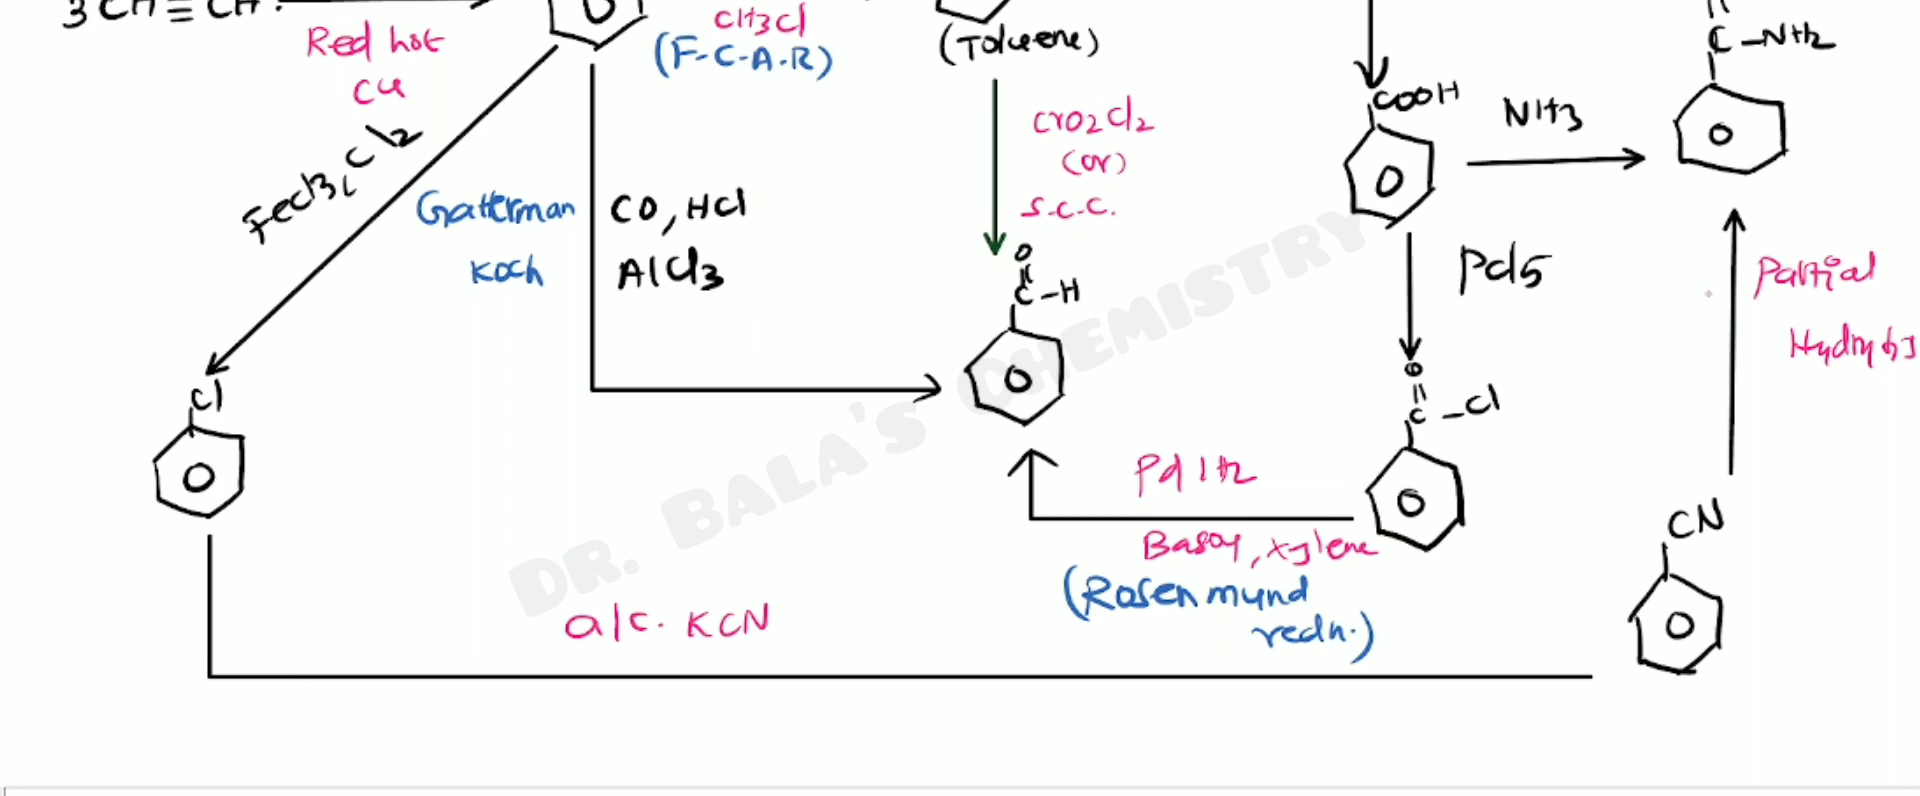 3 CH ≡ CH
Red hot
Cu
CH3Cl
(F-C-A-R)
(Toluene)
C-NH2
COOH
NH3
FeCl3, Cl2
CrO2Cl2
(or)
S.C.C.
Gatterman
Koch
CO, HCl
AlCl3
O
C-H
PCl5
Partial
O
C-Cl
Cl
Pd/H2
BaSO4, xylene
(Rosenmund
redn.)
CN
alc. KCN
DR. BALA'S CHEMISTRY